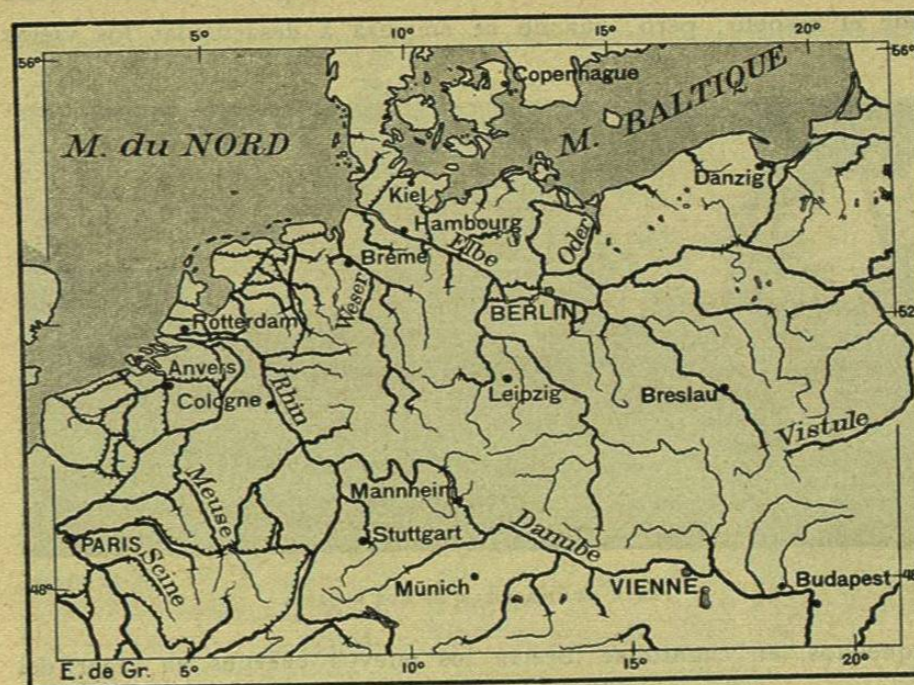 5° 10° 15° 20°
56° 56°
Copenhague
M. BALTIQUE
M. du NORD
Danzig
Kiel
Hambourg
Elbe
Oder
Brême
Weser
BERLIN
52°
Rotterdam
Anvers
Cologne
Rhin
Leipzig
Breslau
Vistule
Meuse
Mannheim
Stuttgart
Danube
PARIS
Seine
Münich
VIENNE
Budapest
48° 48°
E. de Gr.
5° 10° 15° 20°